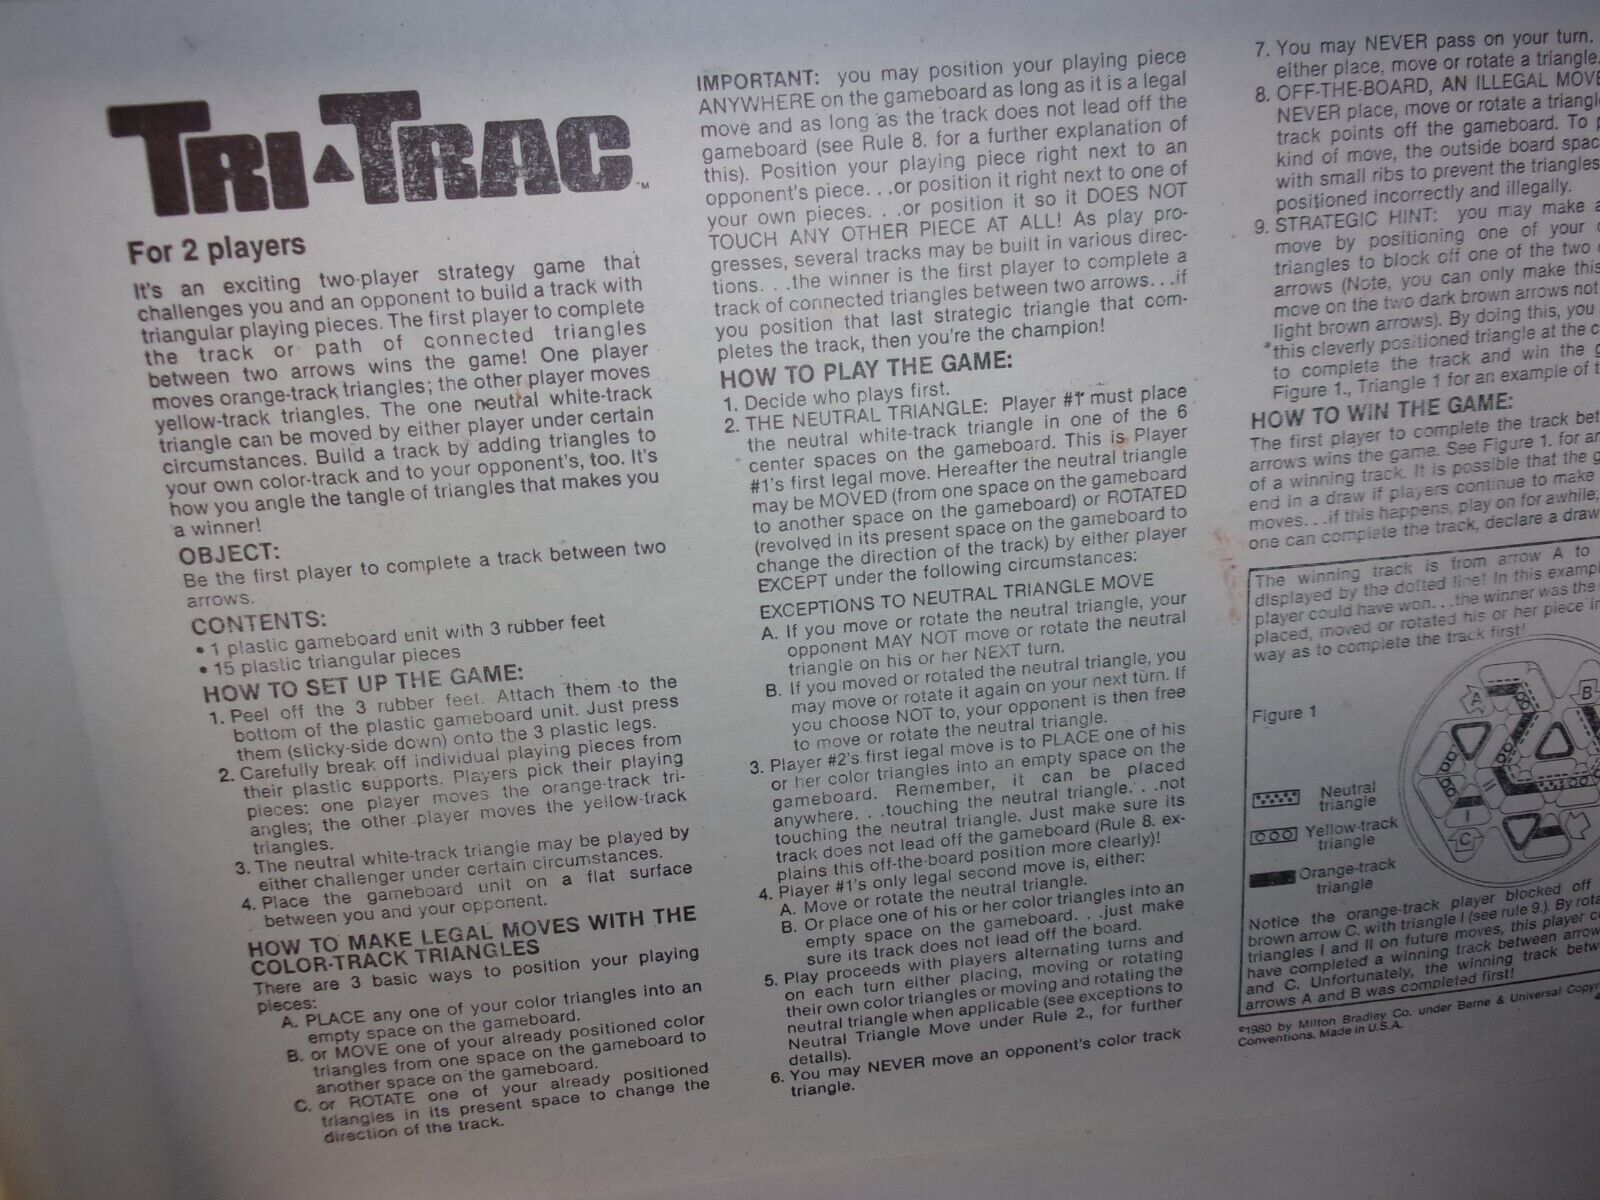 TRI▲TRAC™
For 2 players
It's an exciting two-player strategy game that
challenges you and an opponent to build a track with
triangular playing pieces. The first player to complete
the track or path of connected triangles
between two arrows wins the game! One player
moves orange-track triangles; the other player moves
yellow-track triangles. The one neutral white-track
triangle can be moved by either player under certain
circumstances. Build a track by adding triangles to
your own color-track and to your opponent's, too. It's
how you angle the tangle of triangles that makes you
a winner!
OBJECT:
Be the first player to complete a track between two
arrows.
CONTENTS:
• 1 plastic gameboard unit with 3 rubber feet
• 15 plastic triangular pieces
HOW TO SET UP THE GAME:
1. Peel off the 3 rubber feet. Attach them to the
bottom of the plastic gameboard unit. Just press
them (sticky-side down) onto the 3 plastic legs.
2. Carefully break off individual playing pieces from
their plastic supports. Players pick their playing
pieces: one player moves the orange-track tri-
angles; the other player moves the yellow-track
triangles.
3. The neutral white-track triangle may be played by
either challenger under certain circumstances.
4. Place the gameboard unit on a flat surface
between you and your opponent.
HOW TO MAKE LEGAL MOVES WITH THE
COLOR-TRACK TRIANGLES
There are 3 basic ways to position your playing
pieces:
A. PLACE any one of your color triangles into an
empty space on the gameboard.
B. or MOVE one of your already positioned color
triangles from one space on the gameboard to
another space on the gameboard.
C. or ROTATE one of your already positioned
triangles in its present space to change the
direction of the track.
IMPORTANT: you may position your playing piece
ANYWHERE on the gameboard as long as it is a legal
move and as long as the track does not lead off the
gameboard (see Rule 8. for a further explanation of
this). Position your playing piece right next to an
opponent's piece. . .or position it right next to one of
your own pieces. . .or position it so it DOES NOT
TOUCH ANY OTHER PIECE AT ALL! As play pro-
gresses, several tracks may be built in various direc-
tions. . .the winner is the first player to complete a
track of connected triangles between two arrows. . .if
you position that last strategic triangle that com-
pletes the track, then you're the champion!
HOW TO PLAY THE GAME:
1. Decide who plays first.
2. THE NEUTRAL TRIANGLE: Player #1 must place
the neutral white-track triangle in one of the 6
center spaces on the gameboard. This is Player
#1's first legal move. Hereafter the neutral triangle
may be MOVED (from one space on the gameboard
to another space on the gameboard) or ROTATED
(revolved in its present space on the gameboard to
change the direction of the track) by either player
EXCEPT under the following circumstances:
EXCEPTIONS TO NEUTRAL TRIANGLE MOVE
A. If you move or rotate the neutral triangle, your
opponent MAY NOT move or rotate the neutral
triangle on his or her NEXT turn.
B. If you moved or rotated the neutral triangle, you
may move or rotate it again on your next turn. If
you choose NOT to, your opponent is then free
to move or rotate the neutral triangle.
3. Player #2's first legal move is to PLACE one of his
or her color triangles into an empty space on the
gameboard. Remember, it can be placed
anywhere. . .touching the neutral triangle. . .not
touching the neutral triangle. Just make sure its
track does not lead off the gameboard (Rule 8. ex-
plains this off-the-board position more clearly)!
4. Player #1's only legal second move is, either:
A. Move or rotate the neutral triangle.
B. Or place one of his or her color triangles into an
empty space on the gameboard. . .just make
sure its track does not lead off the board.
5. Play proceeds with players alternating turns and
on each turn either placing, moving or rotating
their own color triangles or moving and rotating the
neutral triangle when applicable (see exceptions to
Neutral Triangle Move under Rule 2., for further
details).
6. You may NEVER move an opponent's color track
triangle.
7. You may NEVER pass on your turn.
either place, move or rotate a triangle.
8. OFF-THE-BOARD, AN ILLEGAL MOVE
NEVER place, move or rotate a triangl
track points off the gameboard. To p
kind of move, the outside board spac
with small ribs to prevent the triangles
positioned incorrectly and illegally.
9. STRATEGIC HINT: you may make a
move by positioning one of your
triangles to block off one of the two
arrows (Note, you can only make this
move on the two dark brown arrows not
light brown arrows). By doing this, you
this cleverly positioned triangle at the c
to complete the track and win the g
Figure 1., Triangle 1 for an example of t
HOW TO WIN THE GAME:
The first player to complete the track bet
arrows wins the game. See Figure 1. for an
of a winning track. It is possible that the g
end in a draw if players continue to make
moves. . .if this happens, play on for awhile,
one can complete the track, declare a draw
The winning track is from arrow A to
displayed by the dotted line! In this exampl
player could have won. . .the winner was the
placed, moved or rotated his or her piece in
way as to complete the track first!
Figure 1
A
B
I
II
C
Neutral
triangle
Yellow-track
triangle
Orange-track
triangle
Notice the orange-track player blocked off
brown arrow C. with triangle I (see rule 9.). By rota
triangles I and II on future moves, this player c
have completed a winning track between arrow
and C. Unfortunately, the winning track betw
arrows A and B was completed first!
©1980 by Milton Bradley Co. under Berne & Universal Copyr
Conventions. Made in U.S.A.